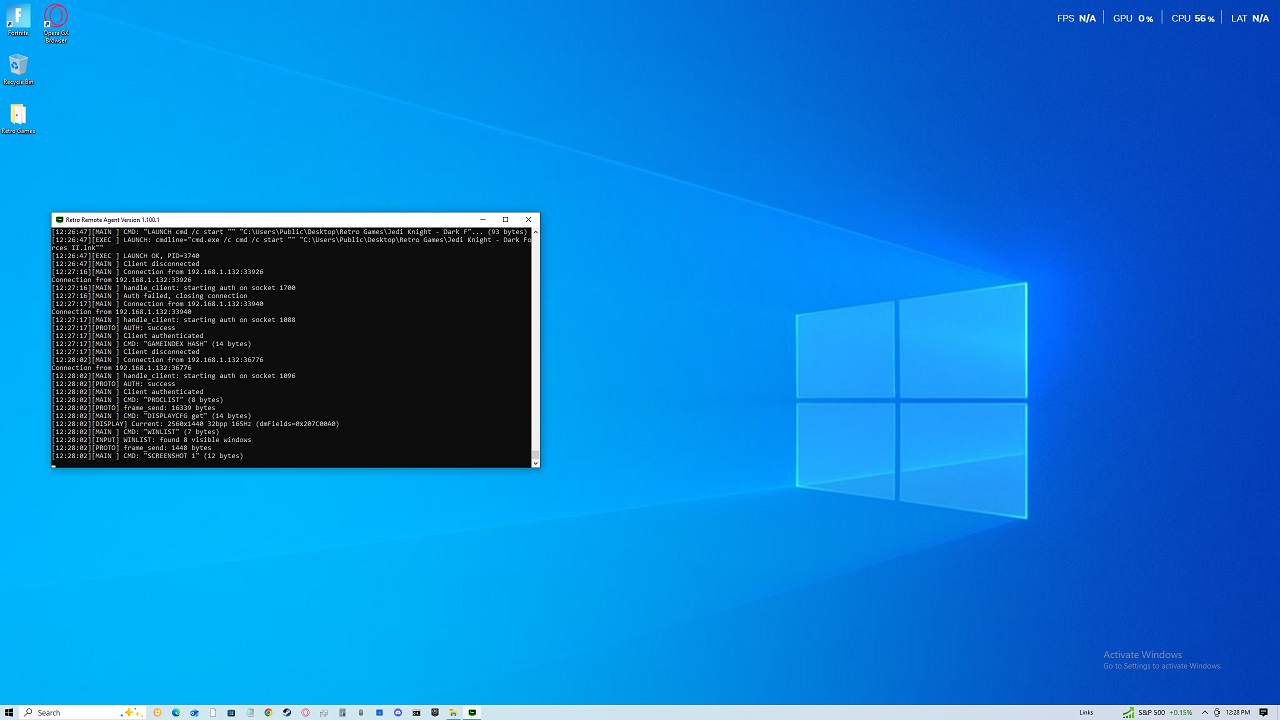 FPS N/A GPU 0 % CPU 56 % LAT N/A
Fortnite
Opera GX Browser
Recycle Bin
Retro Games
Retro Remote Agent Version 1.100.1
[12:26:47][MAIN ] CMD: "LAUNCH cmd /c start "" "C:\Users\Public\Desktop\Retro Games\Jedi Knight - Dark F"... (93 bytes)
[12:26:47][EXEC ] LAUNCH: cmdline="cmd.exe /c cmd /c start "" "C:\Users\Public\Desktop\Retro Games\Jedi Knight - Dark Fo
rces II.lnk""
[12:26:47][EXEC ] LAUNCH OK, PID=3740
[12:26:47][MAIN ] Client disconnected
[12:27:16][MAIN ] Connection from 192.168.1.132:33926
Connection from 192.168.1.132:33926
[12:27:16][MAIN ] handle_client: starting auth on socket 1700
[12:27:16][MAIN ] Auth failed, closing connection
[12:27:17][MAIN ] Connection from 192.168.1.132:33940
Connection from 192.168.1.132:33940
[12:27:17][MAIN ] handle_client: starting auth on socket 1088
[12:27:17][PROTO] AUTH: success
[12:27:17][MAIN ] Client authenticated
[12:27:17][MAIN ] CMD: "GAMEINDEX HASH" (14 bytes)
[12:27:17][MAIN ] Client disconnected
[12:28:02][MAIN ] Connection from 192.168.1.132:36776
Connection from 192.168.1.132:36776
[12:28:02][MAIN ] handle_client: starting auth on socket 1096
[12:28:02][PROTO] AUTH: success
[12:28:02][MAIN ] Client authenticated
[12:28:02][MAIN ] CMD: "PROCLIST" (8 bytes)
[12:28:02][PROTO] frame_send: 16339 bytes
[12:28:02][MAIN ] CMD: "DISPLAYCFG get" (14 bytes)
[12:28:02][DISPLAY] Current: 2560x1440 32bpp 165Hz (dmFields=0x207C00A0)
[12:28:02][MAIN ] CMD: "WINLIST" (7 bytes)
[12:28:02][INPUT] WINLIST: found 8 visible windows
[12:28:02][PROTO] frame_send: 1448 bytes
[12:28:02][MAIN ] CMD: "SCREENSHOT 1" (12 bytes)
Activate Windows
Go to Settings to activate Windows.
Search
Links
S&P 500 +0.15%
12:28 PM